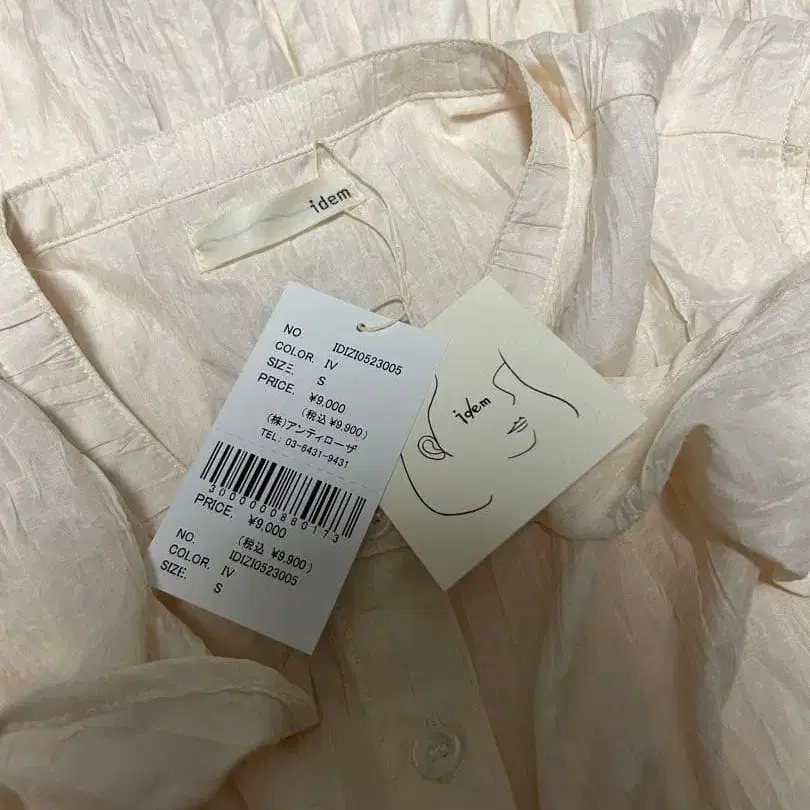 idem
NO. IDIZI0523005
COLOR. IV
SIZE. S
PRICE. ¥9,000
(税込 ¥9,900)
(株)アンティローザ
TEL: 03-6431-9431
3000000880173
PRICE. ¥9,000
(税込 ¥9,900)
NO. IDIZI0523005
COLOR. IV
SIZE. S
idem